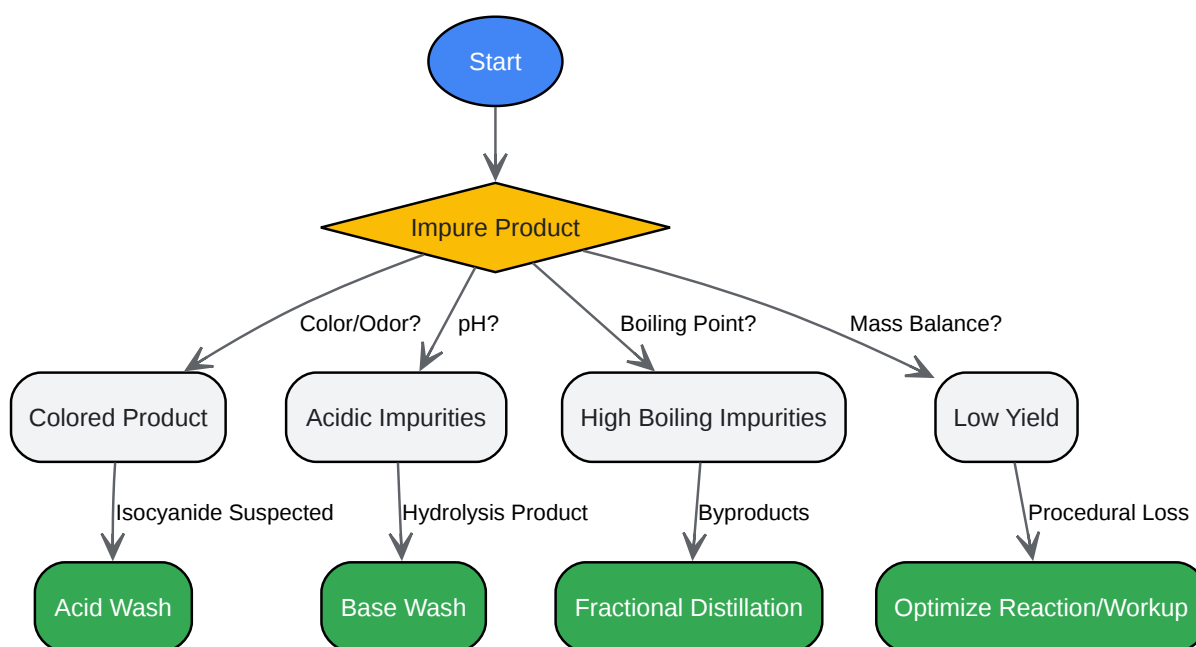 Start
Impure Product
Color/Odor?
pH?
Boiling Point?
Mass Balance?
Colored Product
Acidic Impurities
High Boiling Impurities
Low Yield
Isocyanide Suspected
Hydrolysis Product
Byproducts
Procedural Loss
Acid Wash
Base Wash
Fractional Distillation
Optimize Reaction/Workup